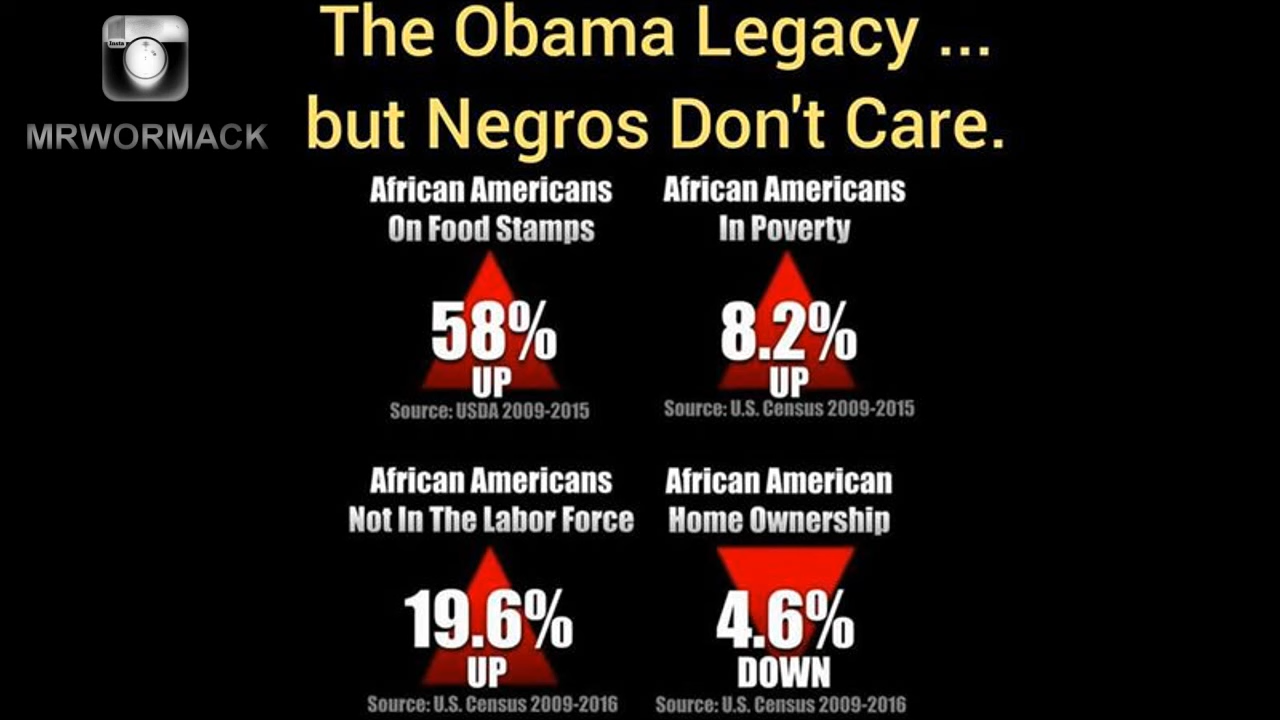 The Obama Legacy ...
but Negros Don't Care.
Insta
MRWORMACK
African Americans
On Food Stamps
58%
UP
Source: USDA 2009-2015
African Americans
In Poverty
8.2%
UP
Source: U.S. Census 2009-2015
African Americans
Not In The Labor Force
19.6%
UP
Source: U.S. Census 2009-2016
African American
Home Ownership
4.6%
DOWN
Source: U.S. Census 2009-2016